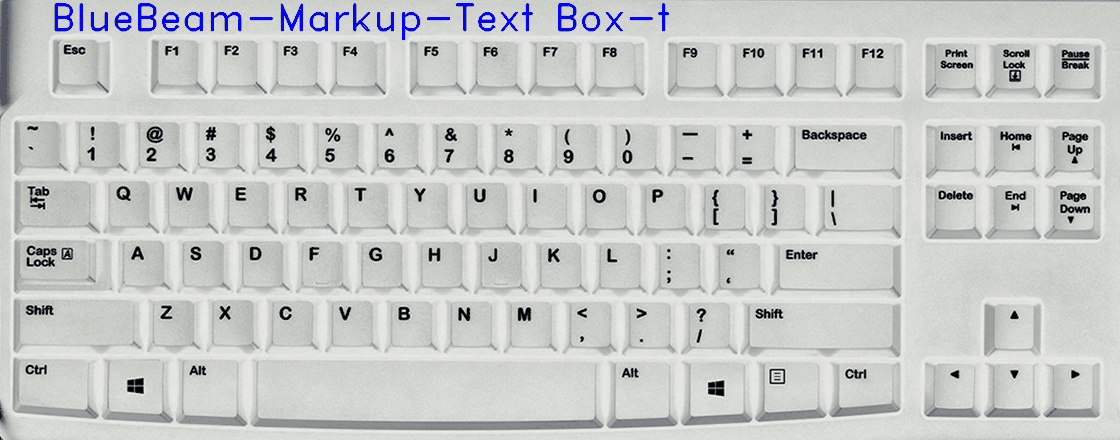 BlueBeam-Markup-Text Box-t
Esc F1 F2 F3 F4 F5 F6 F7 F8 F9 F10 F11 F12 Print Screen Scroll Lock Pause Break
~ ` ! 1 @ 2 # 3 $ 4 % 5 ^ 6 & 7 * 8 ( 9 ) 0 — - + = Backspace Insert Home Page Up
Tab Q W E R T Y U I O P { [ } ] | \ Delete End Page Down
Caps Lock A A S D F G H J K L : ; “ ‘ Enter
Shift Z X C V B N M < , > . ? / Shift
Ctrl Alt Alt Ctrl